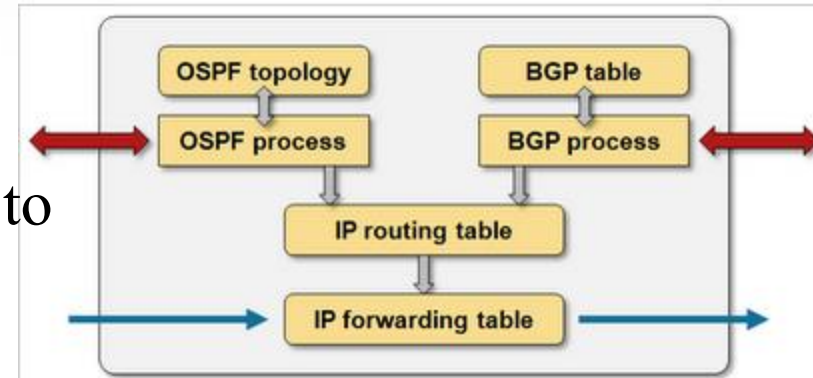 OSPF topology
BGP table
OSPF process
BGP process
to
IP routing table
IP forwarding table